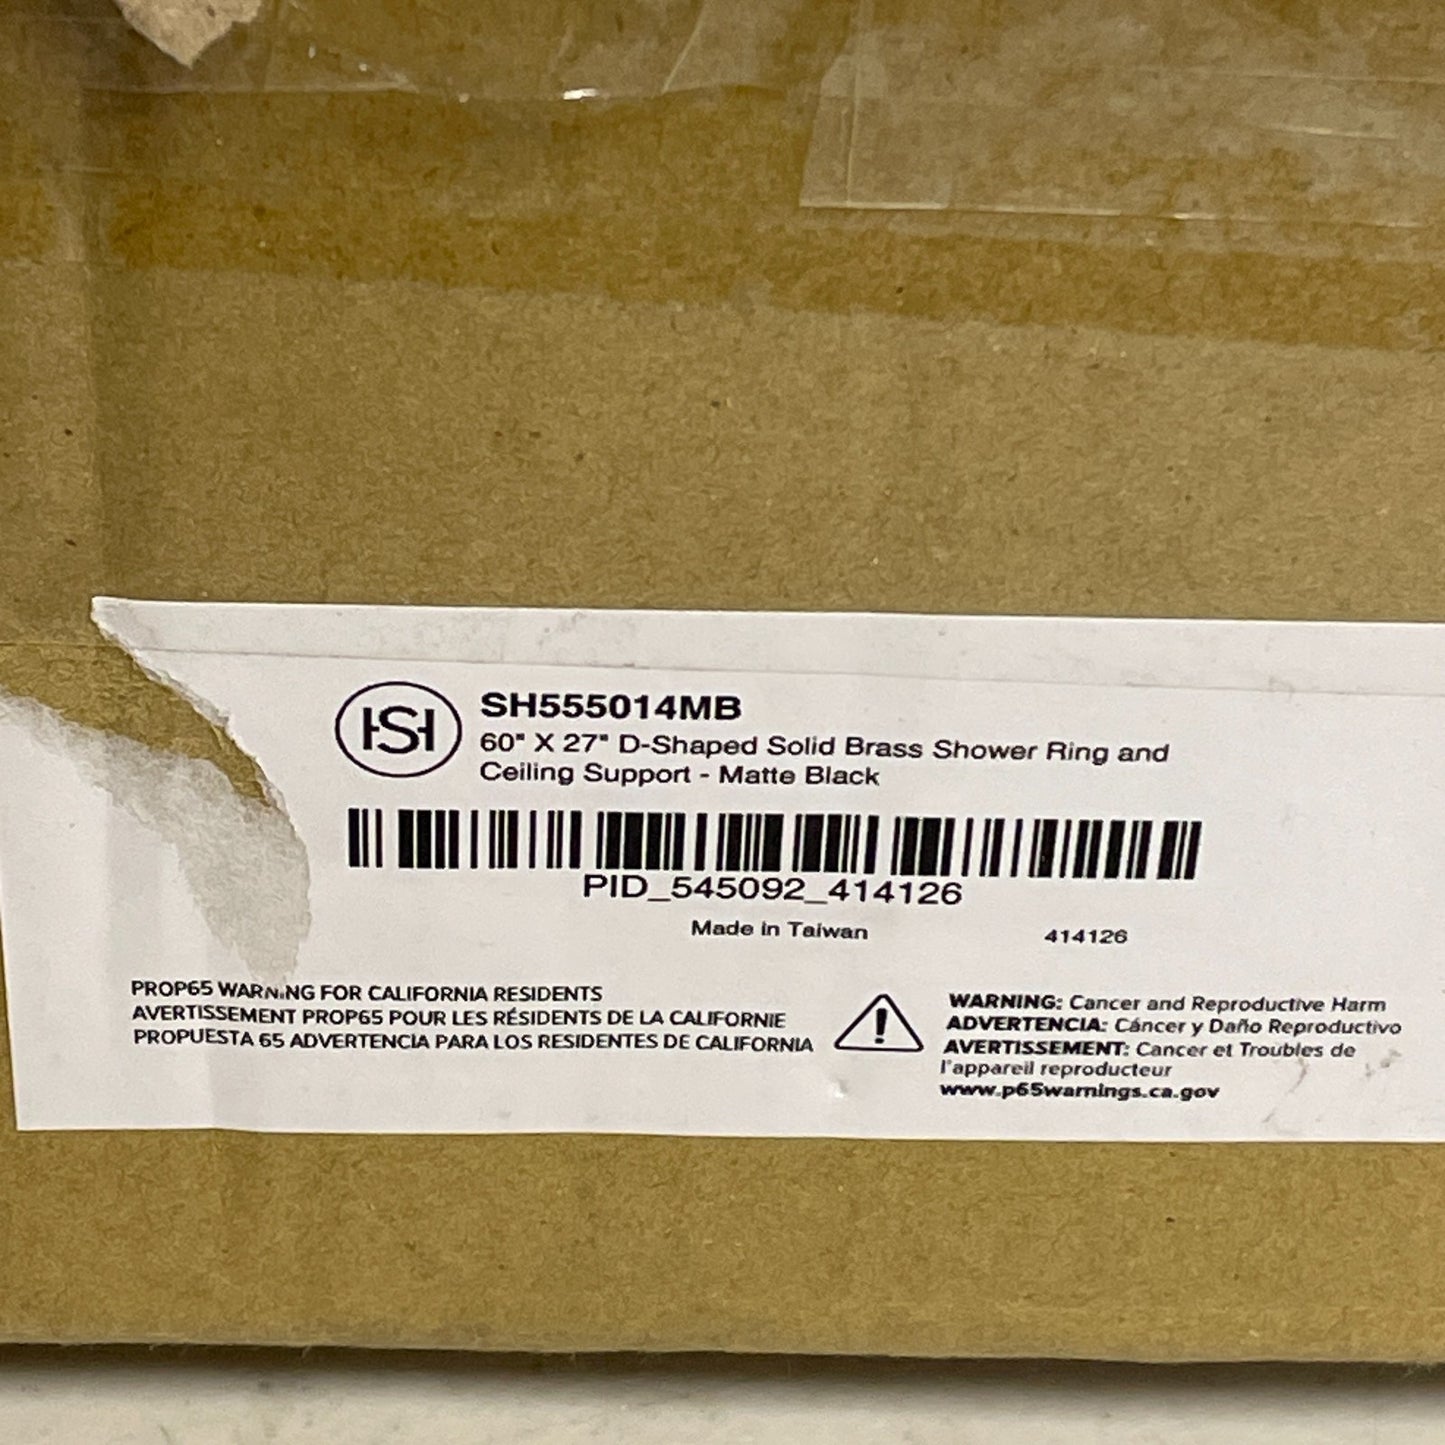 SH
SH555014MB
60" X 27" D-Shaped Solid Brass Shower Ring and
Ceiling Support - Matte Black
PID_545092_414126
Made in Taiwan
414126
PROP65 WARNING FOR CALIFORNIA RESIDENTS
AVERTISSEMENT PROP65 POUR LES RÉSIDENTS DE LA CALIFORNIE
PROPUESTA 65 ADVERTENCIA PARA LOS RESIDENTES DE CALIFORNIA
WARNING: Cancer and Reproductive Harm
ADVERTENCIA: Cáncer y Daño Reproductivo
AVERTISSEMENT: Cancer et Troubles de
l'appareil reproducteur
www.p65warnings.ca.gov